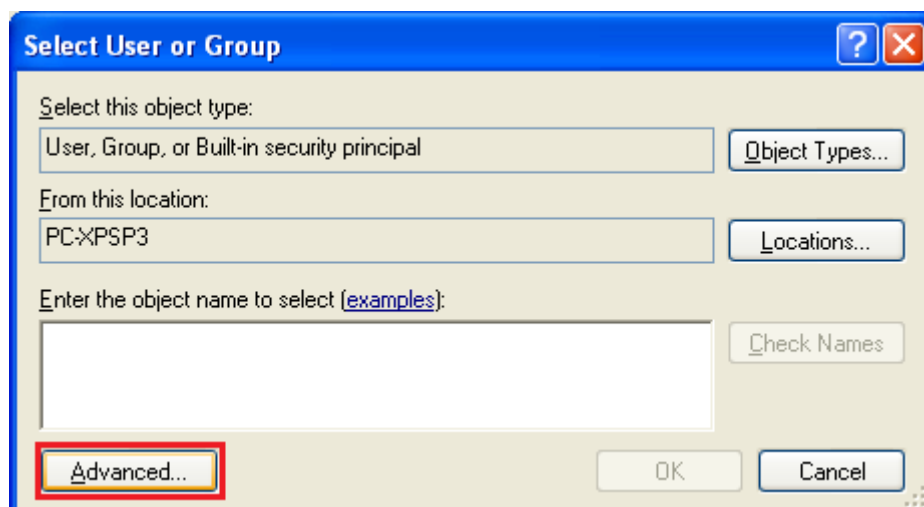 Select User or Group
Select this object type:
User, Group, or Built-in security principal
Object Types...
From this location:
PC-XPSP3
Locations...
Enter the object name to select (examples):
Check Names
Advanced...
OK
Cancel